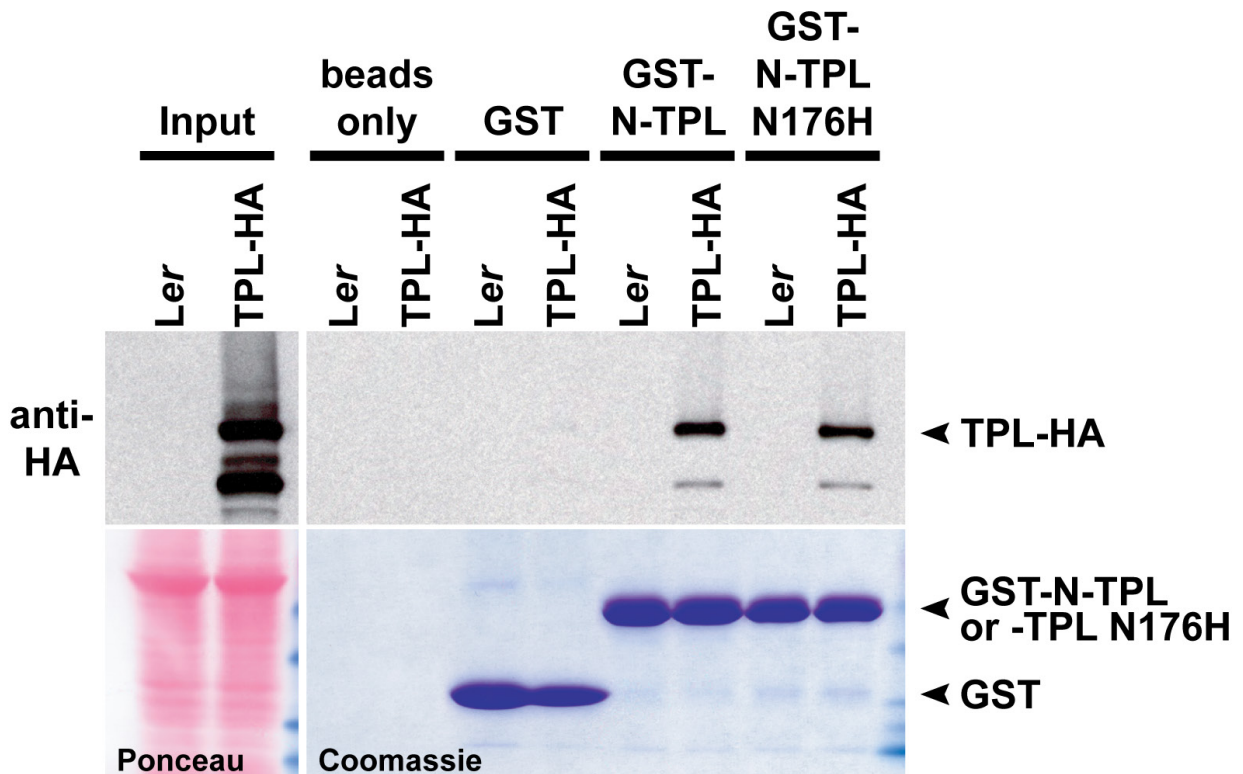 Input
beads
only
GST
GST-
N-TPL
GST-
N-TPL
N176H
Ler
TPL-HA
Ler
TPL-HA
Ler
TPL-HA
Ler
TPL-HA
Ler
TPL-HA
anti-
HA
TPL-HA
GST-N-TPL
or -TPL N176H
GST
Ponceau
Coomassie